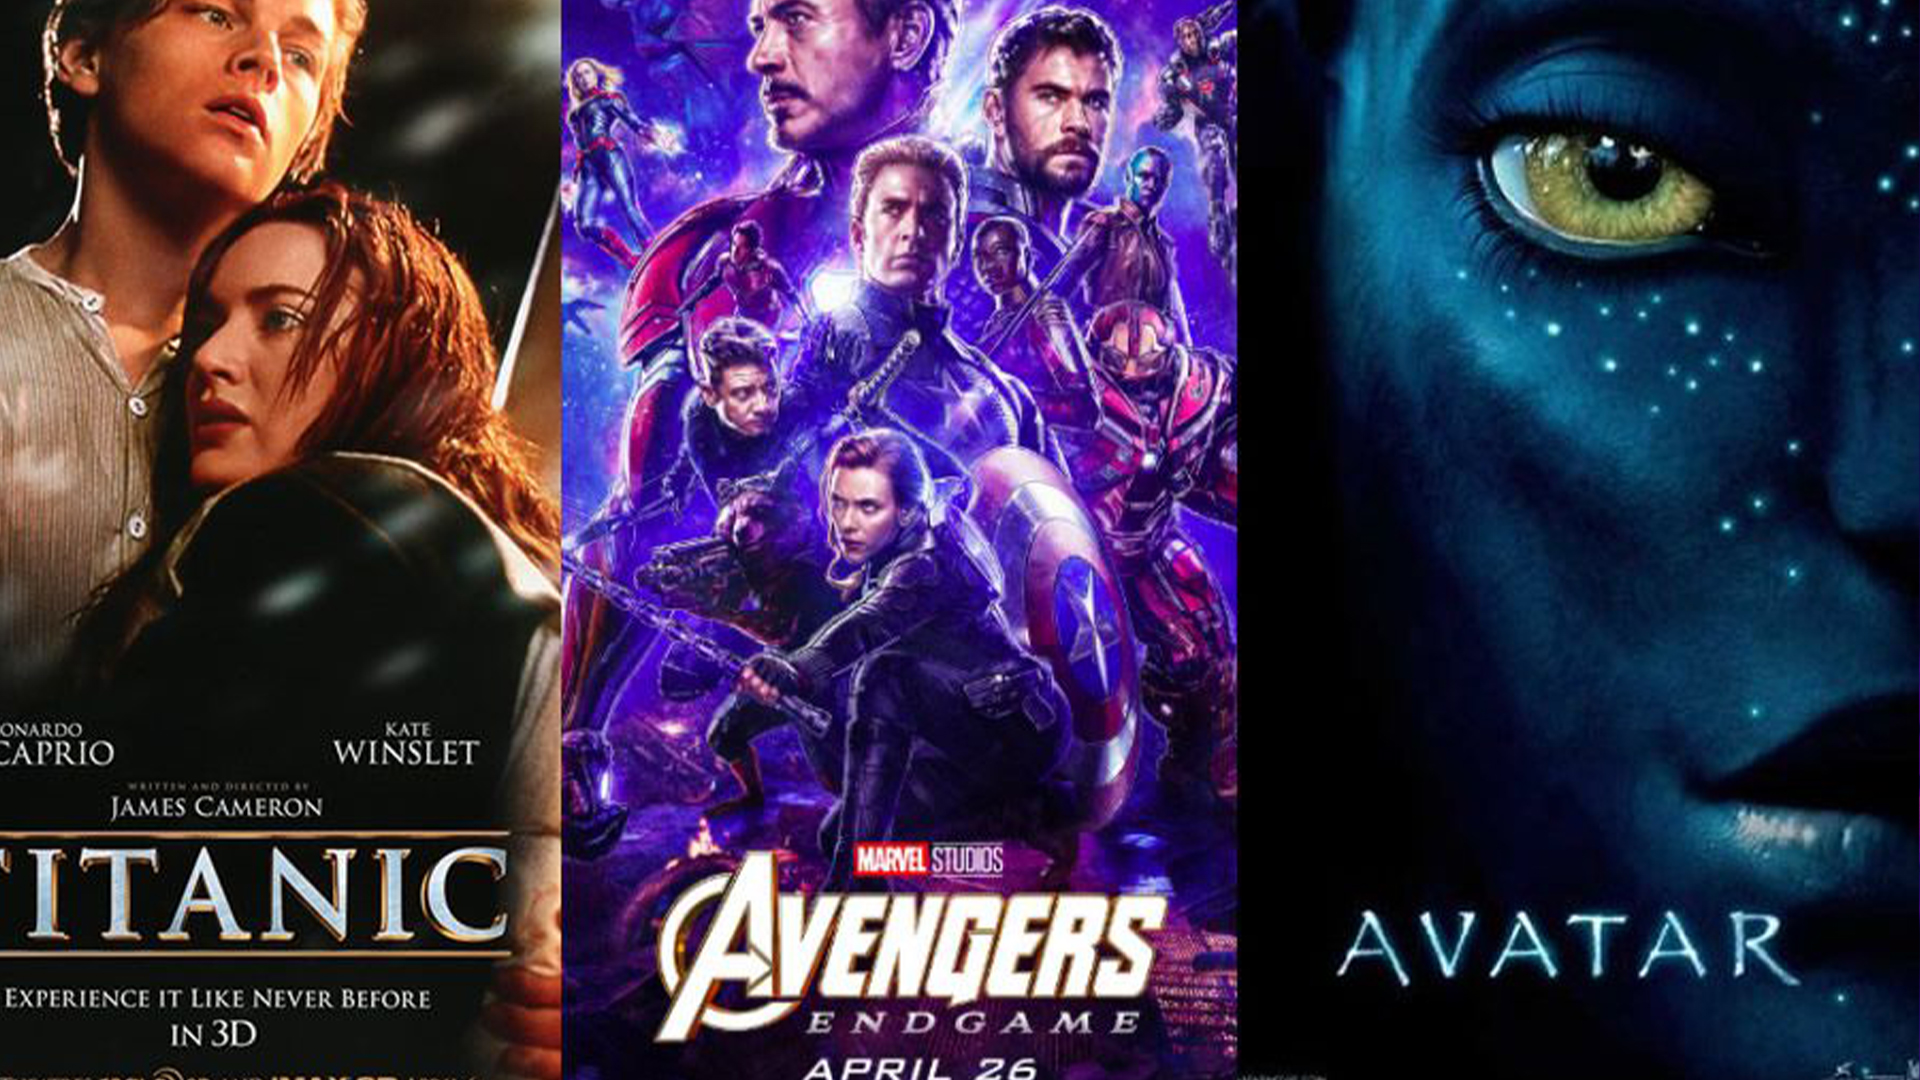 ONARDO
CAPRIO
KATE
WINSLET
WRITTEN AND DIRECTED BY
JAMES CAMERON
TITANIC
EXPERIENCE IT LIKE NEVER BEFORE
IN 3D
MARVEL STUDIOS
AVENGERS
ENDGAME
APRIL 26
AVATAR